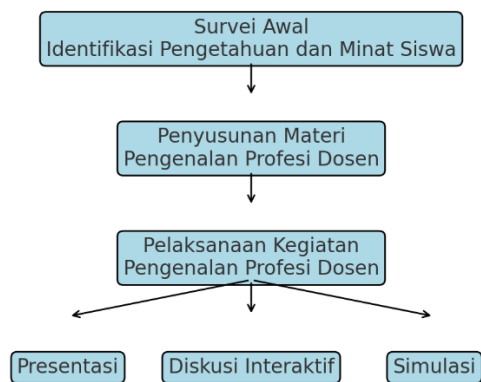 Survei Awal
Identifikasi Pengetahuan dan Minat Siswa
Penyusunan Materi
Pengenalan Profesi Dosen
Pelaksanaan Kegiatan
Pengenalan Profesi Dosen
Presentasi
Diskusi Interaktif
Simulasi